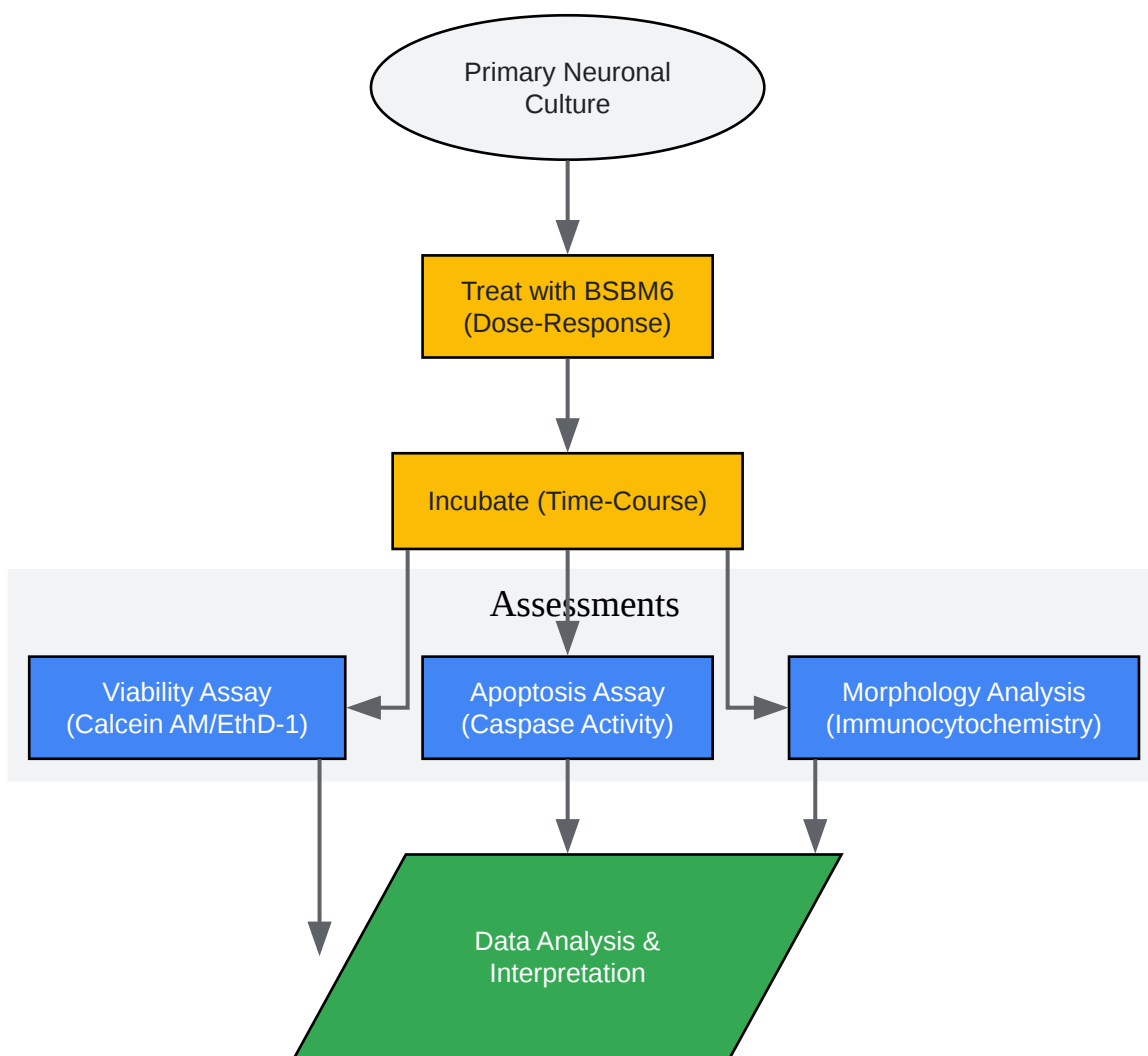 Primary Neuronal
Culture
Treat with BSBM6
(Dose-Response)
Incubate (Time-Course)
Assessments
Viability Assay
(Calcein AM/EthD-1)
Apoptosis Assay
(Caspase Activity)
Morphology Analysis
(Immunocytochemistry)
Data Analysis &
Interpretation